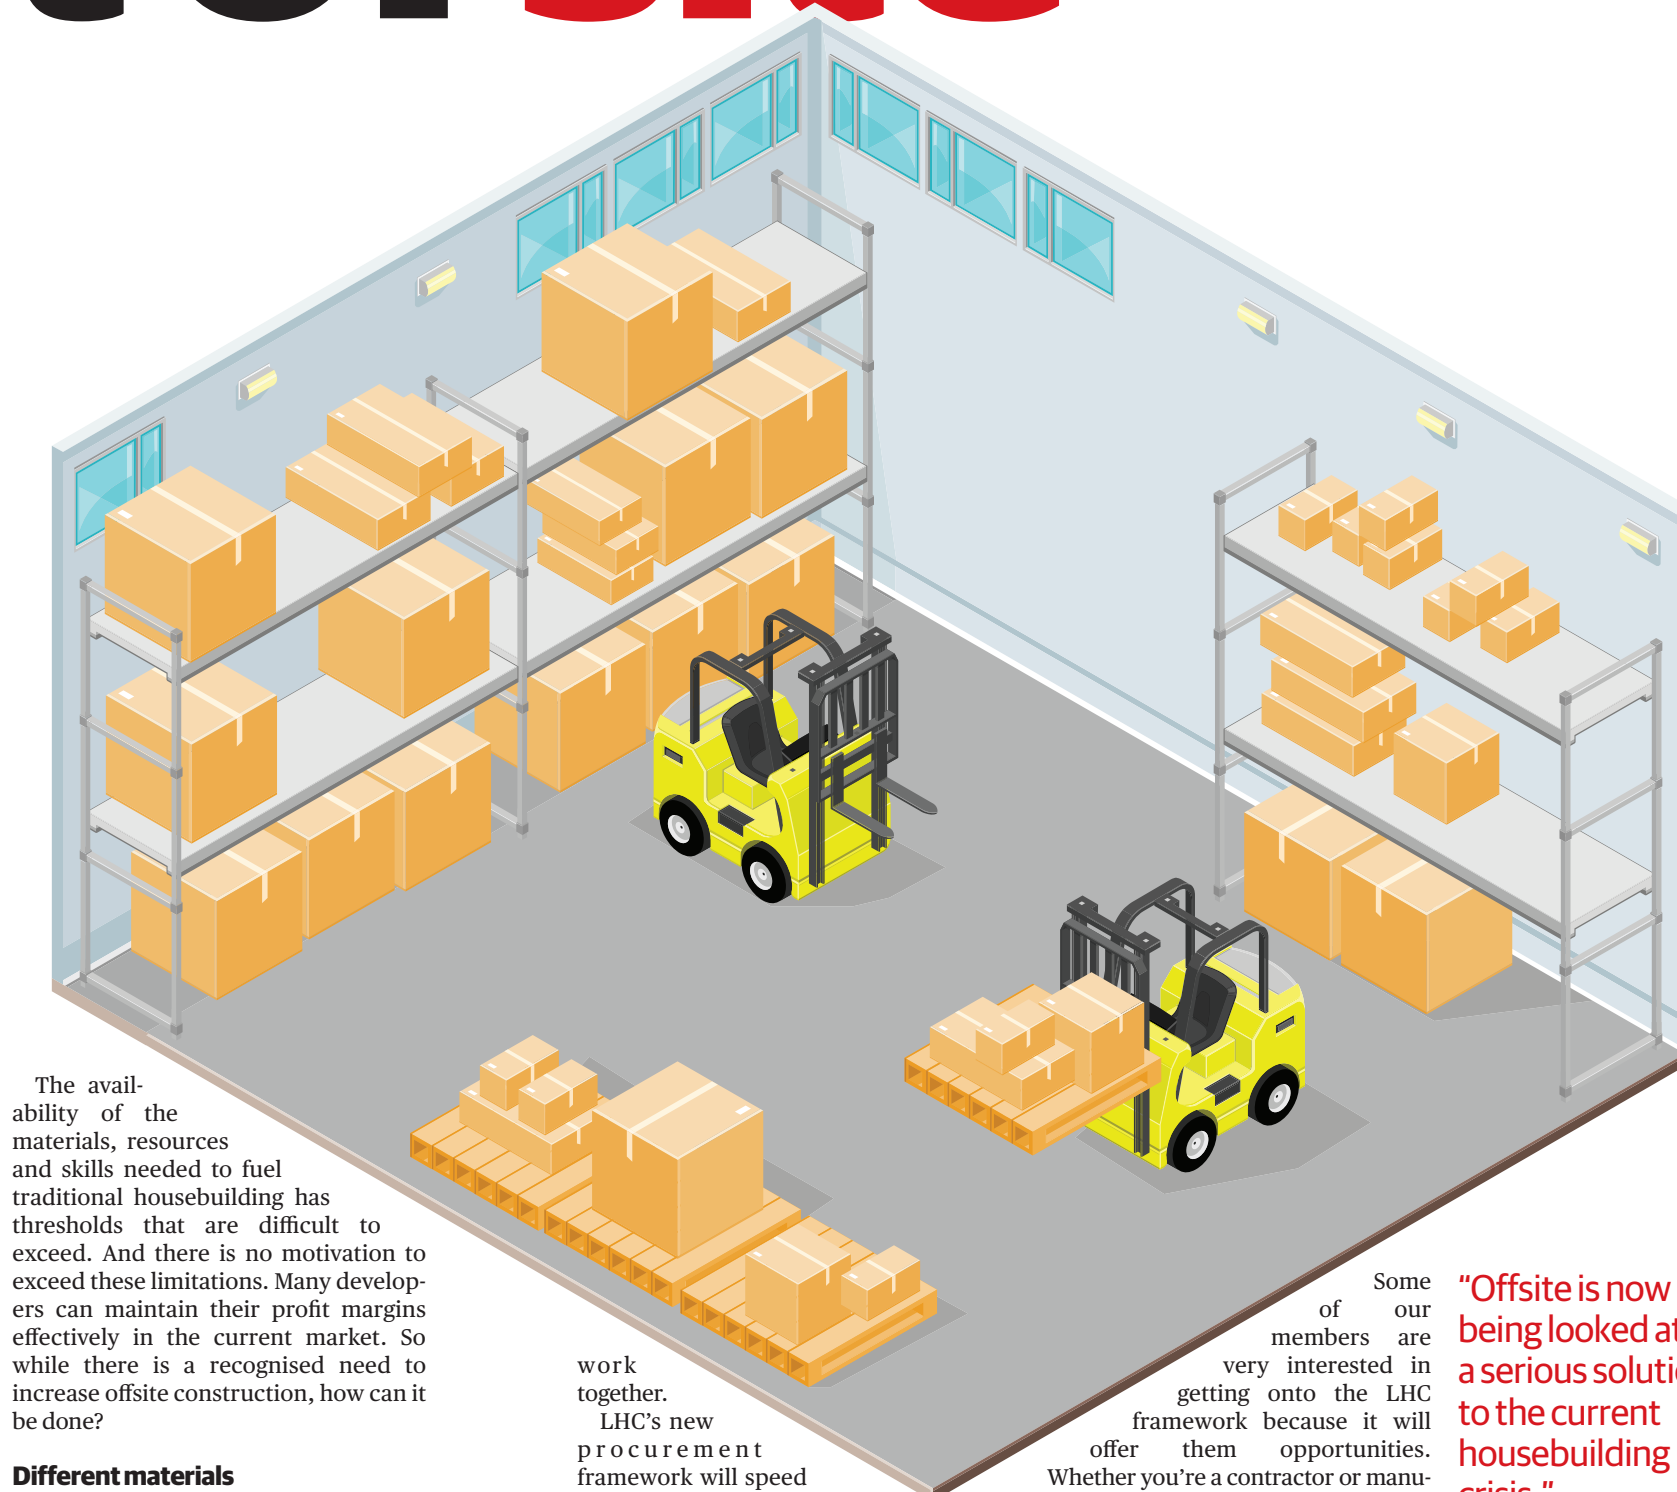 The avail-
ability of the
materials, resources
and skills needed to fuel
traditional housebuilding has
thresholds that are difficult to
exceed. And there is no motivation to
exceed these limitations. Many develop-
ers can maintain their profit margins
effectively in the current market. So
while there is a recognised need to
increase offsite construction, how can it
be done?
Different materials
work
together.
LHC’s new
procurement
framework will speed
Some
of our
members are
very interested in
getting onto the LHC
framework because it will
offer them opportunities.
Whether you’re a contractor or manu-
“Offsite is now
being looked at
a serious
to the current
housebuilding
crisis.”